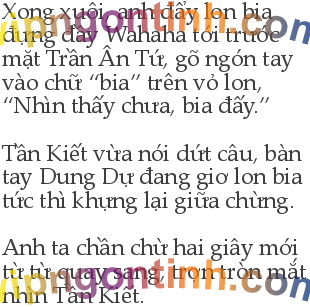 Xong xuôi, anh đẩy lon bia
đựng đầy Wahaha tới trước
mặt Trần Ân Tứ, gõ ngón tay
vào chữ “bia” trên vỏ lon,
“Nhìn thấy chưa, bia đấy.”
Tần Kiết vừa nói dứt câu, bàn
tay Dung Dự đang giơ lon bia
tức thì khựng lại giữa chừng.
Anh ta chần chừ hai giây mới
từ từ quay sang, trợn tròn mắt
nhìn Tần Kiết.
vipngontinh.com
vipngontinh.com